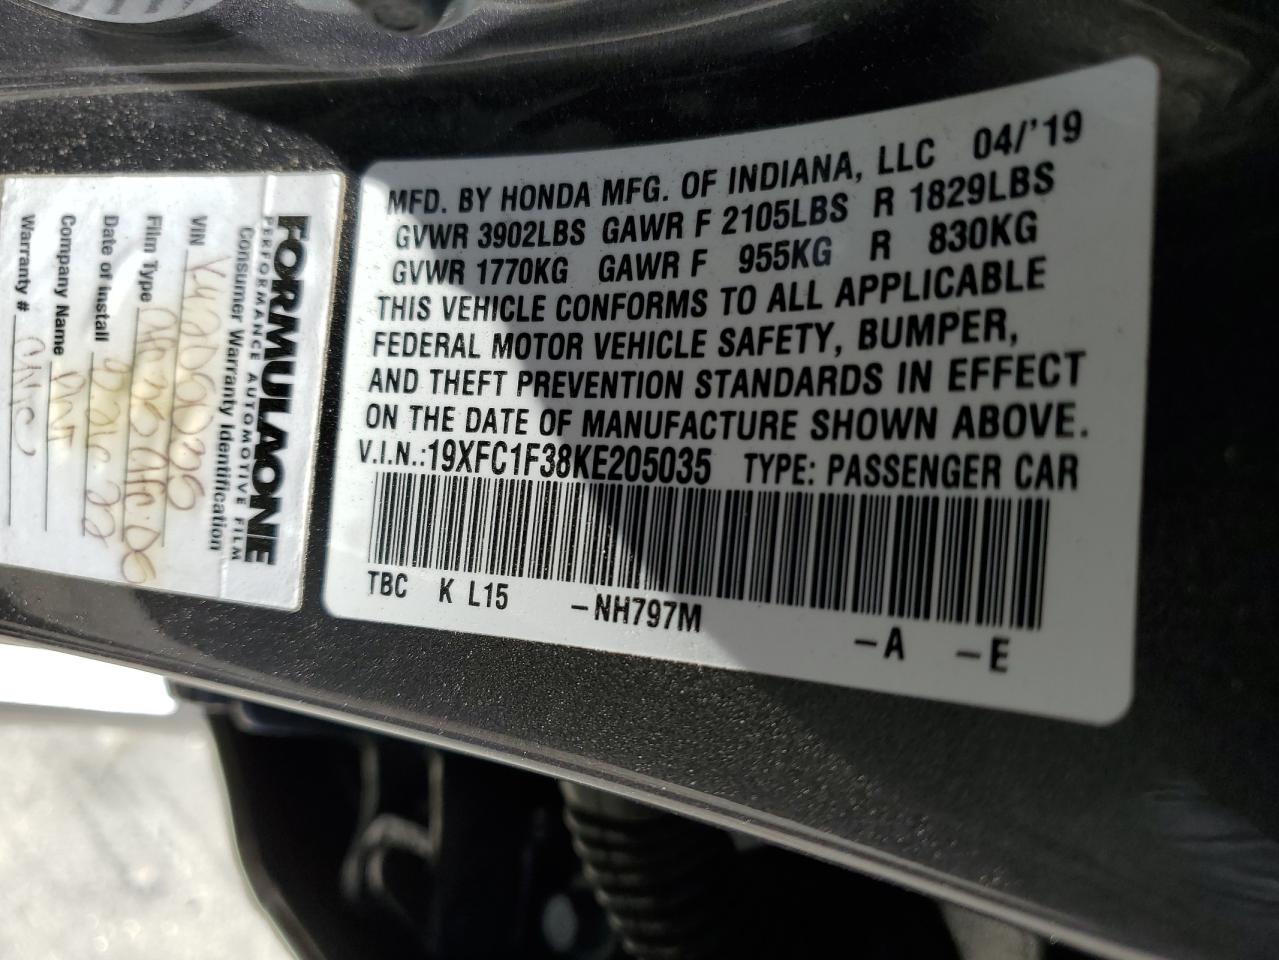 MFD. BY HONDA MFG. OF INDIANA, LLC 04/'19
GVWR 3902LBS GAWR F 2105LBS R 1829LBS
GVWR 1770KG GAWR F 955KG R 830KG
THIS VEHICLE CONFORMS TO ALL APPLICABLE
FEDERAL MOTOR VEHICLE SAFETY, BUMPER,
AND THEFT PREVENTION STANDARDS IN EFFECT
ON THE DATE OF MANUFACTURE SHOWN ABOVE.
V.I.N.:19XFC1F38KE205035 TYPE: PASSENGER CAR
TBC K L15 -NH797M -A -E
FORMULAONE
PERFORMANCE AUTOMOTIVE FILM
Consumer Warranty Identification
VIN
Film Type
Date of Install
Company Name
Warranty # Civic